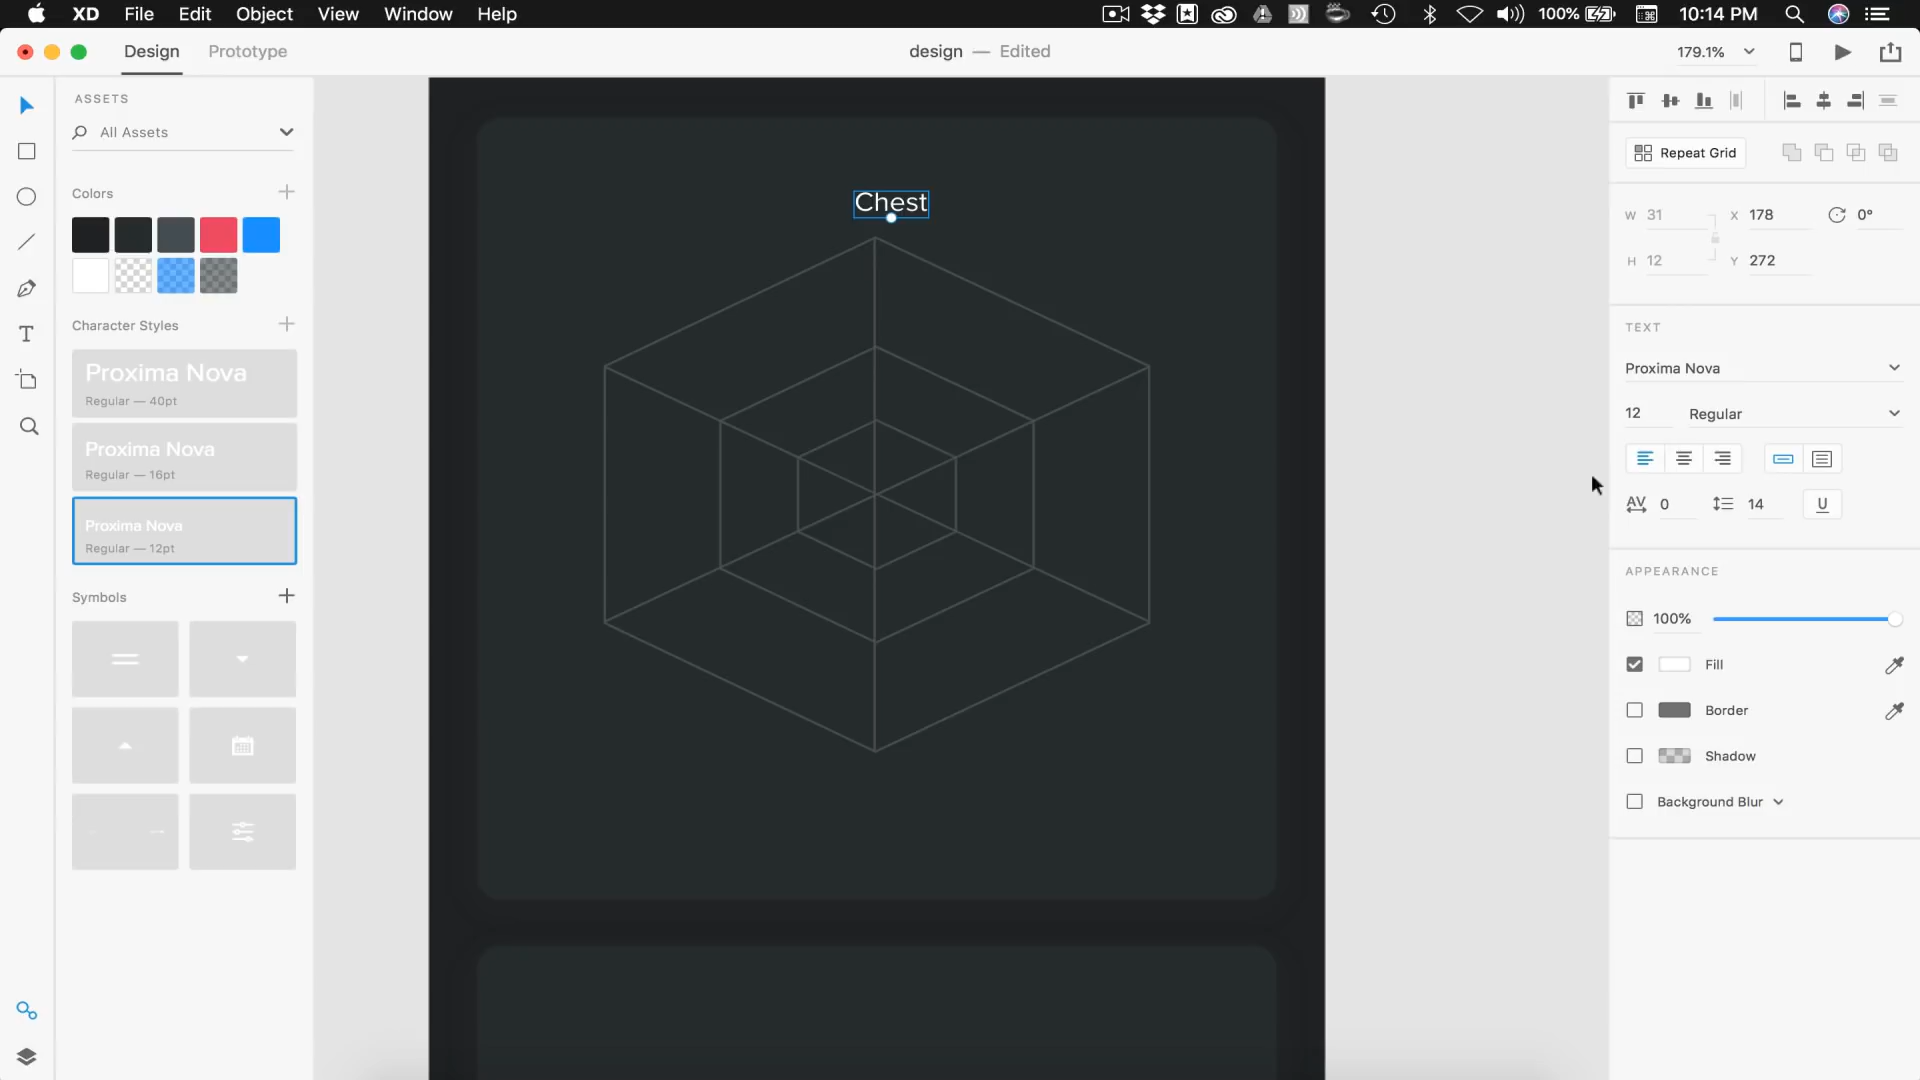 XD File Edit Object View Window Help
100% 10:14 PM
Design Prototype
design — Edited
179.1%
ASSETS
All Assets
Colors
Character Styles
Proxima Nova
Regular — 40pt
Proxima Nova
Regular — 16pt
Proxima Nova
Regular — 12pt
Symbols
Chest
Repeat Grid
W 31 X 178 0°
H 12 Y 272
TEXT
Proxima Nova
12 Regular
AV 0 14 U
APPEARANCE
100%
Fill
Border
Shadow
Background Blur